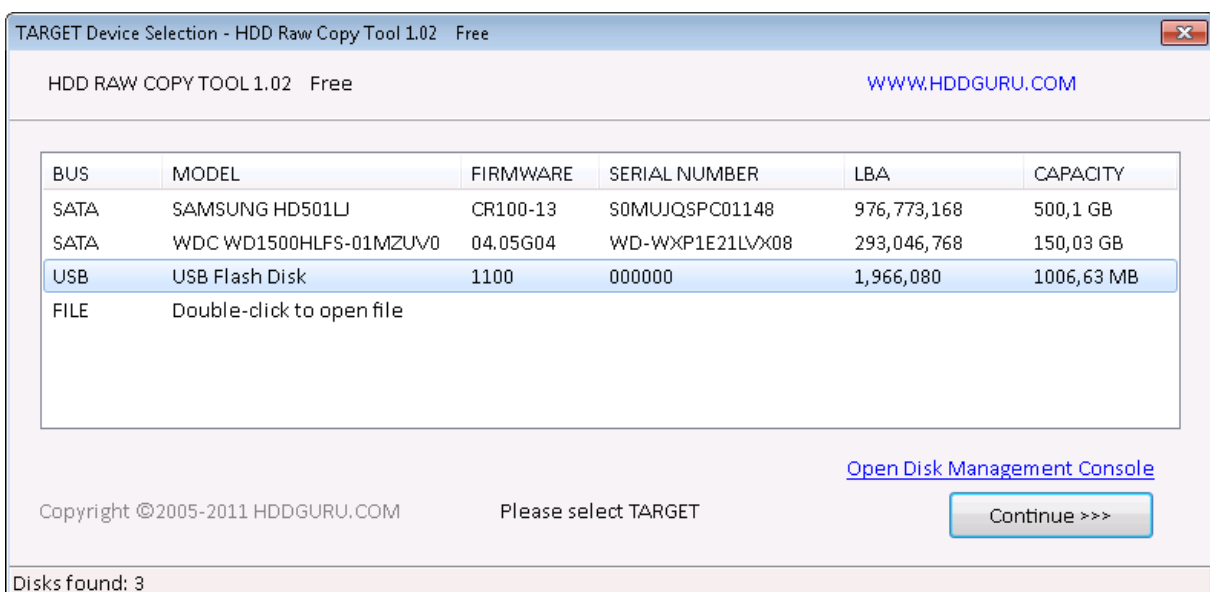 TARGET Device Selection - HDD Raw Copy Tool 1.02 Free
HDD RAW COPY TOOL 1.02 Free WWW.HDDGURU.COM
BUS MODEL FIRMWARE SERIAL NUMBER LBA CAPACITY
SATA SAMSUNG HD501LJ CR100-13 S0MUJQSPC01148 976,773,168 500,1 GB
SATA WDC WD1500HLFS-01MZUV0 04.05G04 WD-WXP1E21LVX08 293,046,768 150,03 GB
USB USB Flash Disk 1100 000000 1,966,080 1006,63 MB
FILE Double-click to open file
Open Disk Management Console
Copyright ©2005-2011 HDDGURU.COM Please select TARGET Continue >>>
Disks found: 3